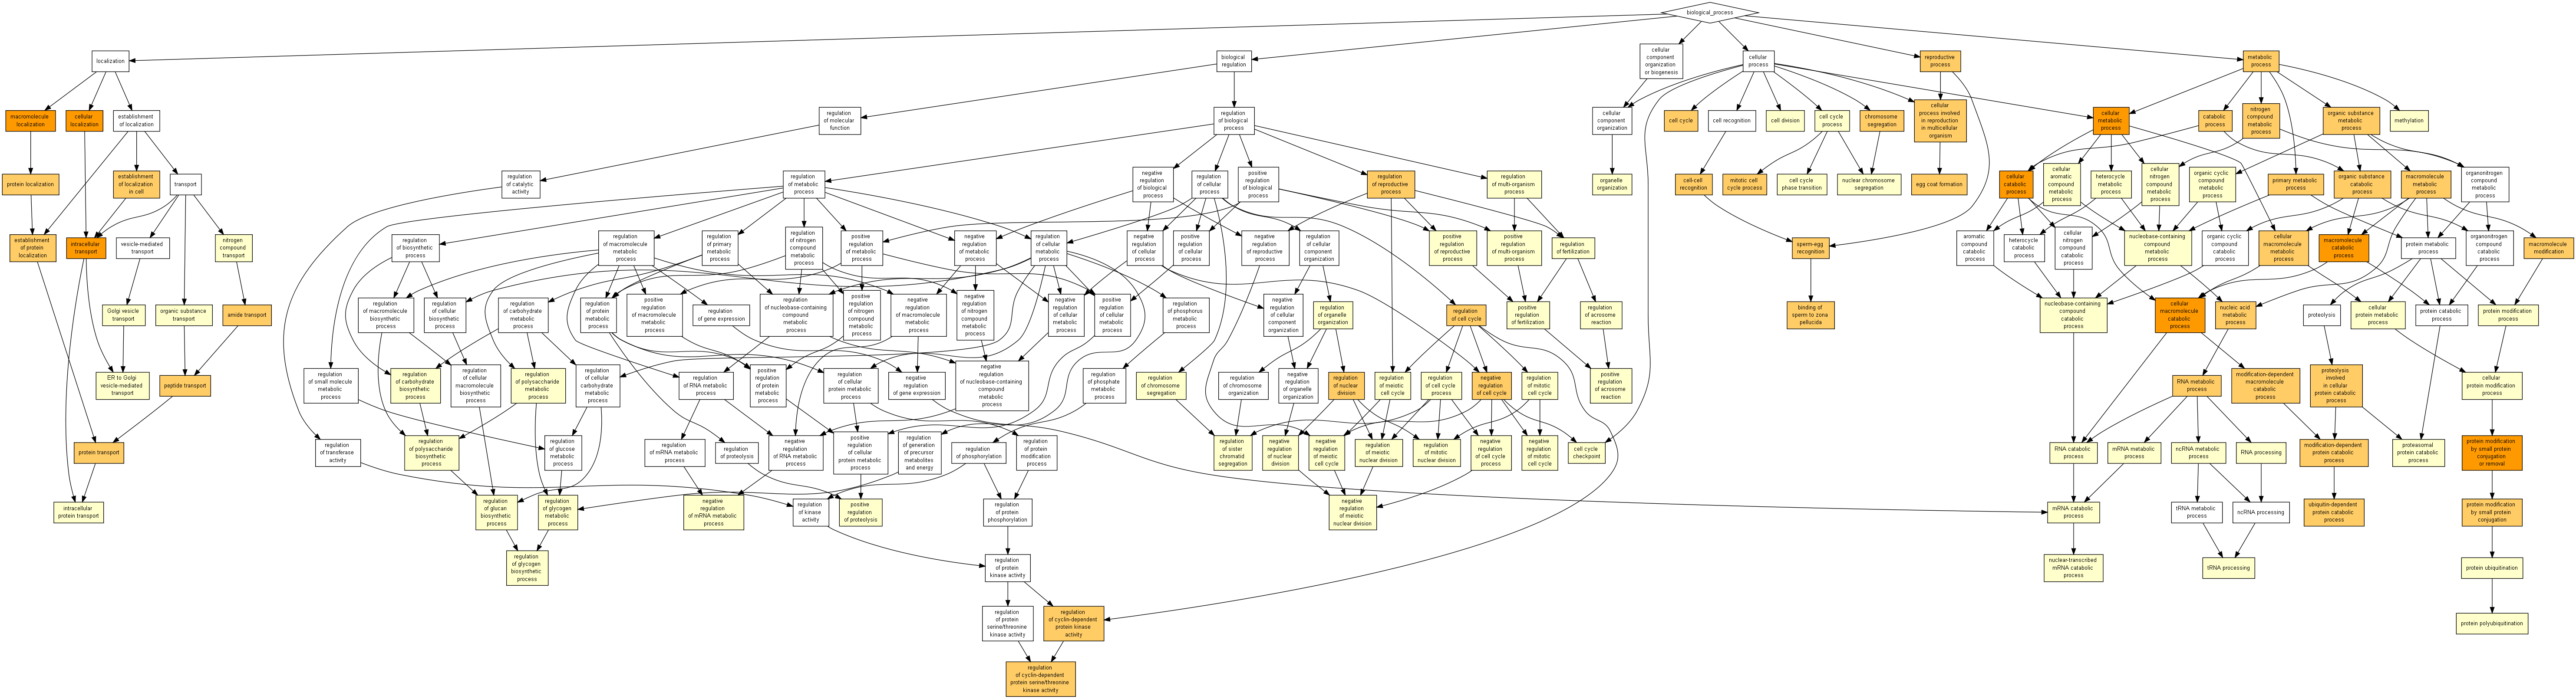 biological_process
localization
biological
regulation
cellular
component
organization
or biogenesis
cellular
process
reproductive
process
metabolic
process
macromolecule
localization
cellular
localization
establishment
of localization
regulation
of molecular
function
regulation
of biological
process
cellular
component
organization
cell cycle
cell recognition
cell division
cell cycle
process
chromosome
segregation
cellular
process involved
in reproduction
in multicellular
organism
cellular
metabolic
process
catabolic
process
nitrogen
compound
metabolic
process
organic substance
metabolic
process
methylation
protein localization
establishment
of localization
in cell
transport
regulation
of catalytic
activity
regulation
of metabolic
process
negative
regulation
of biological
process
regulation
of cellular
process
positive
regulation
of biological
process
regulation
of reproductive
process
regulation
of multi-organism
process
organelle
organization
cell-cell
recognition
mitotic cell
cycle process
cell cycle
phase transition
nuclear chromosome
segregation
egg coat formation
cellular
catabolic
process
cellular
aromatic
compound
metabolic
process
heterocycle
metabolic
process
cellular
nitrogen
compound
metabolic
process
organic cyclic
compound
metabolic
process
primary metabolic
process
organic substance
catabolic
process
macromolecule
metabolic
process
organonitrogen
compound
metabolic
process
establishment
of protein
localization
intracellular
transport
vesicle-mediated
transport
nitrogen
compound
transport
regulation
of biosynthetic
process
regulation
of macromolecule
metabolic
process
regulation
of primary
metabolic
process
regulation
of nitrogen
compound
metabolic
process
positive
regulation
of metabolic
process
negative
regulation
of metabolic
process
regulation
of cellular
metabolic
process
negative
regulation
of cellular
process
positive
regulation
of cellular
process
negative
regulation
of reproductive
process
regulation
of cellular
component
organization
positive
regulation
of reproductive
process
positive
regulation
of multi-organism
process
regulation
of fertilization
sperm-egg
recognition
aromatic
compound
catabolic
process
heterocycle
catabolic
process
cellular
nitrogen
compound
catabolic
process
nucleobase-containing
compound
metabolic
process
organic cyclic
compound
catabolic
process
cellular
macromolecule
metabolic
process
macromolecule
catabolic
process
protein metabolic
process
organonitrogen
compound
catabolic
process
macromolecule
modification
Golgi vesicle
transport
organic substance
transport
amide transport
regulation
of macromolecule
biosynthetic
process
regulation
of cellular
biosynthetic
process
regulation
of carbohydrate
metabolic
process
regulation
of protein
metabolic
process
positive
regulation
of macromolecule
metabolic
process
regulation
of gene expression
regulation
of nucleobase-containing
compound
metabolic
process
positive
regulation
of nitrogen
compound
metabolic
process
negative
regulation
of macromolecule
metabolic
process
negative
regulation
of nitrogen
compound
metabolic
process
negative
regulation
of cellular
metabolic
process
positive
regulation
of cellular
metabolic
process
regulation
of phosphorus
metabolic
process
negative
regulation
of cellular
component
organization
regulation
of organelle
organization
regulation
of cell cycle
positive
regulation
of fertilization
regulation
of acrosome
reaction
binding of
sperm to zona
pellucida
nucleobase-containing
compound
catabolic
process
cellular
macromolecule
catabolic
process
nucleic acid
metabolic
process
proteolysis
cellular
protein metabolic
process
protein catabolic
process
protein modification
process
ER to Golgi
vesicle-mediated
transport
peptide transport
regulation
of small molecule
metabolic
process
regulation
of carbohydrate
biosynthetic
process
regulation
of cellular
macromolecule
biosynthetic
process
regulation
of polysaccharide
metabolic
process
regulation
of cellular
carbohydrate
metabolic
process
regulation
of RNA metabolic
process
positive
regulation
of protein
metabolic
process
regulation
of cellular
protein metabolic
process
negative
regulation
of gene expression
negative
regulation
of nucleobase-containing
compound
metabolic
process
regulation
of phosphate
metabolic
process
regulation
of chromosome
segregation
regulation
of chromosome
organization
negative
regulation
of organelle
organization
regulation
of nuclear
division
regulation
of meiotic
cell cycle
regulation
of cell cycle
process
negative
regulation
of cell cycle
regulation
of mitotic
cell cycle
positive
regulation
of acrosome
reaction
RNA metabolic
process
modification-dependent
macromolecule
catabolic
process
proteolysis
involved
in cellular
protein catabolic
process
cellular
protein modification
process
protein transport
regulation
of transferase
activity
regulation
of polysaccharide
biosynthetic
process
regulation
of glucose
metabolic
process
regulation
of mRNA metabolic
process
regulation
of proteolysis
negative
regulation
of RNA metabolic
process
positive
regulation
of cellular
protein metabolic
process
regulation
of generation
of precursor
metabolites
and energy
regulation
of phosphorylation
regulation
of protein
modification
process
regulation
of sister
chromatid
segregation
negative
regulation
of nuclear
division
negative
regulation
of meiotic
cell cycle
regulation
of meiotic
nuclear division
regulation
of mitotic
nuclear division
negative
regulation
of cell cycle
process
negative
regulation
of mitotic
cell cycle
cell cycle
checkpoint
RNA catabolic
process
mRNA metabolic
process
ncRNA metabolic
process
RNA processing
modification-dependent
protein catabolic
process
proteasomal
protein catabolic
process
protein modification
by small protein
conjugation
or removal
intracellular
protein transport
regulation
of glucan
biosynthetic
process
regulation
of glycogen
metabolic
process
negative
regulation
of mRNA metabolic
process
regulation
of kinase
activity
positive
regulation
of proteolysis
regulation
of protein
phosphorylation
negative
regulation
of meiotic
nuclear division
mRNA catabolic
process
tRNA metabolic
process
ncRNA processing
ubiquitin-dependent
protein catabolic
process
protein modification
by small protein
conjugation
regulation
of glycogen
biosynthetic
process
regulation
of protein
kinase activity
nuclear-transcribed
mRNA catabolic
process
tRNA processing
protein ubiquitination
regulation
of protein
serine/threonine
kinase activity
regulation
of cyclin-dependent
protein kinase
activity
protein polyubiquitination
regulation
of cyclin-dependent
protein serine/threonine
kinase activity